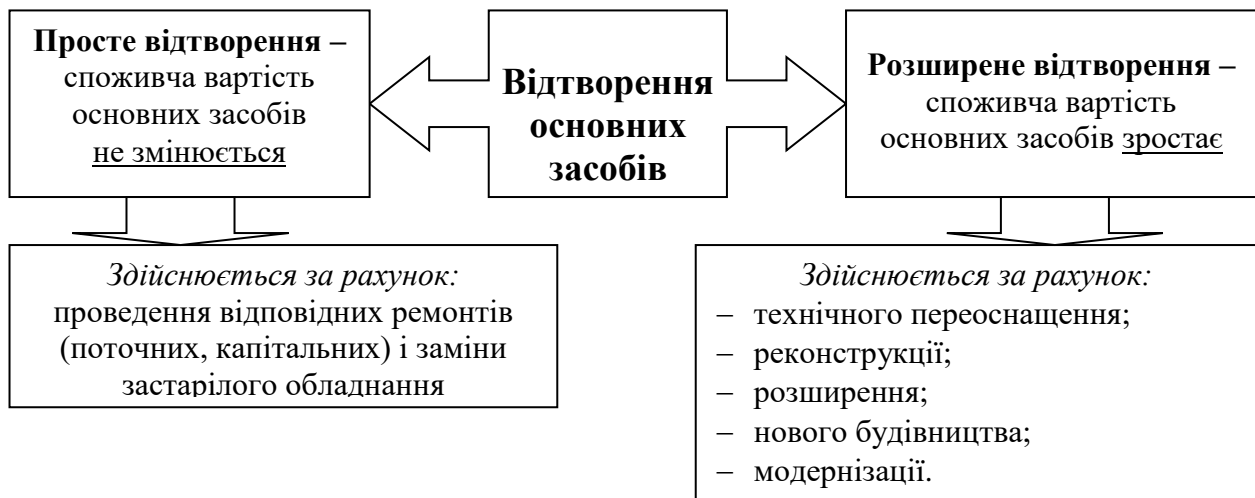 Просте відтворення –
споживча вартість
основних засобів
не змінюється
Відтворення
основних
засобів
Розширене відтворення –
споживча вартість
основних засобів зростає
Здійснюється за рахунок:
проведення відповідних ремонтів
(поточних, капітальних) і заміни
застарілого обладнання
Здійснюється за рахунок:
– технічного переоснащення;
– реконструкції;
– розширення;
– нового будівництва;
– модернізації.